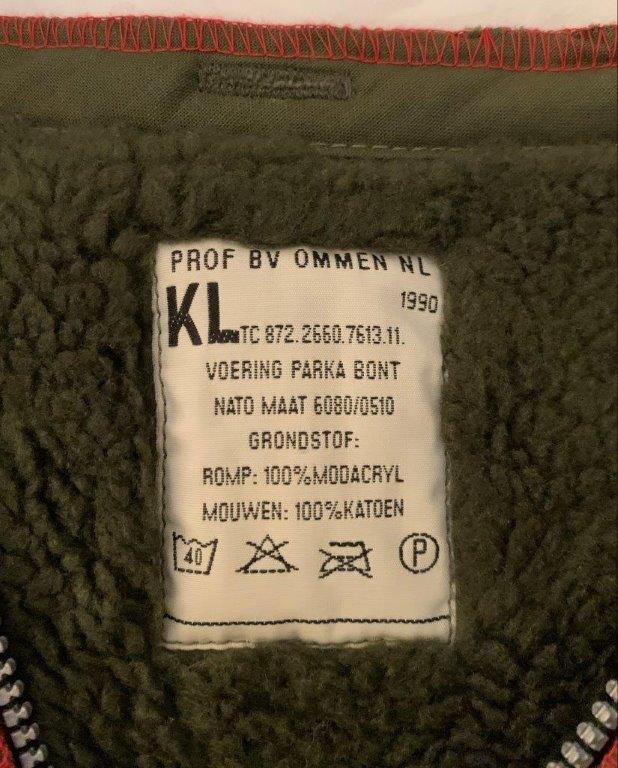 PROF BV OMMEN NL
1990
KL TC 872.2660.7613.11.
VOERING PARKA BONT
NATO MAAT 6080/0510
GRONDSTOF:
ROMP: 100%MODACRYL
MOUWEN: 100%KATOEN
40 P